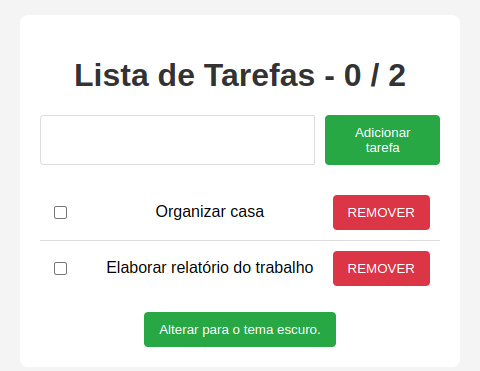 Lista de Tarefas - 0 / 2
Adicionar
tarefa
Organizar casa
REMOVER
Elaborar relatório do trabalho
REMOVER
Alterar para o tema escuro.